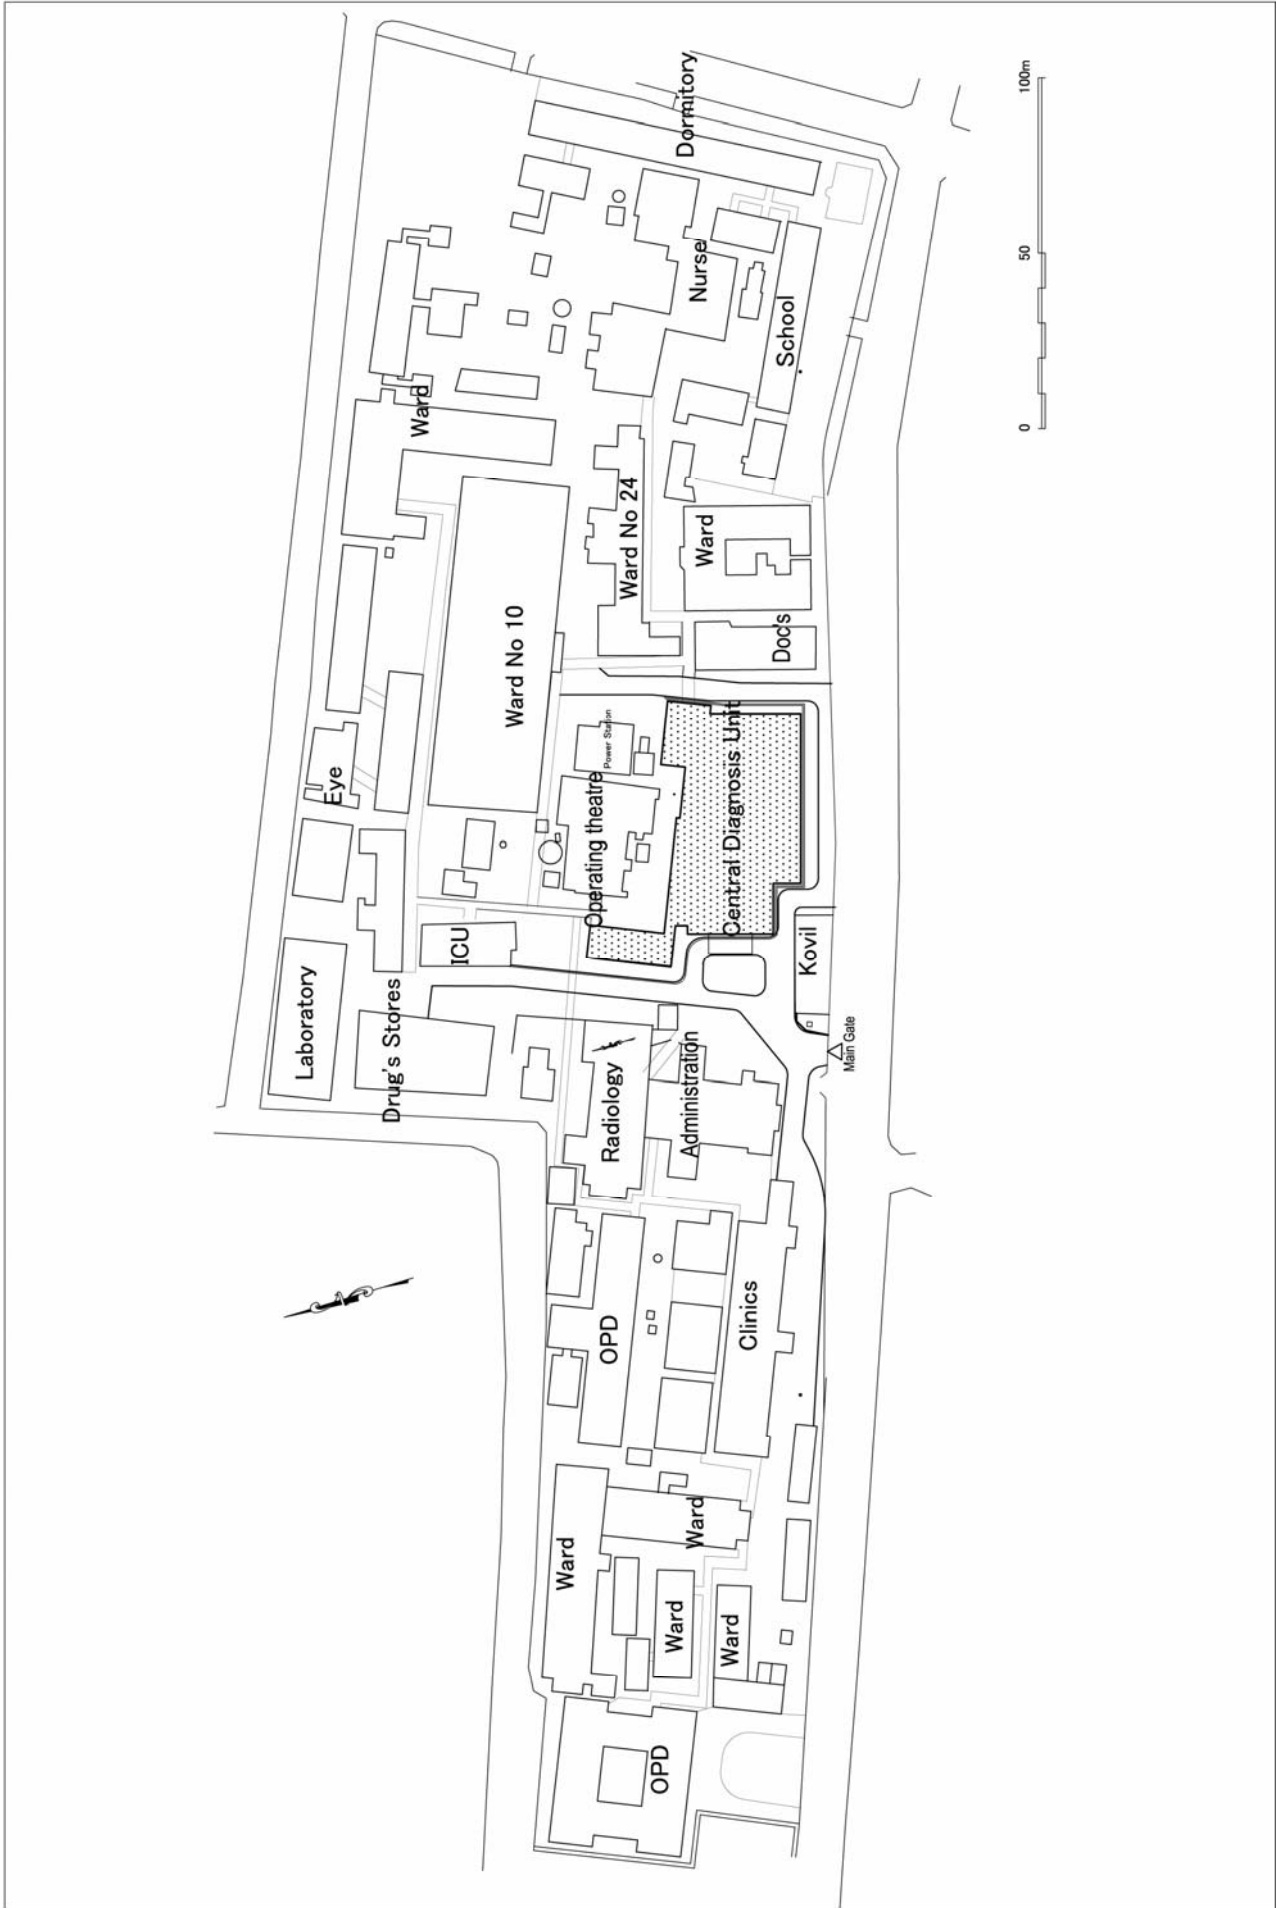 Dormitory
Nurse
School
100m
50
0
Ward
Ward No 24
Ward
Ward No 10
Doc's
Power Station
Eye
Operating theatre
Central Diagnosis Unit
ICU
Kovil
Laboratory
Drug's Stores
Radiology
Administration
Main Gate
OPD
Clinics
Ward
Ward
Ward
Ward
OPD